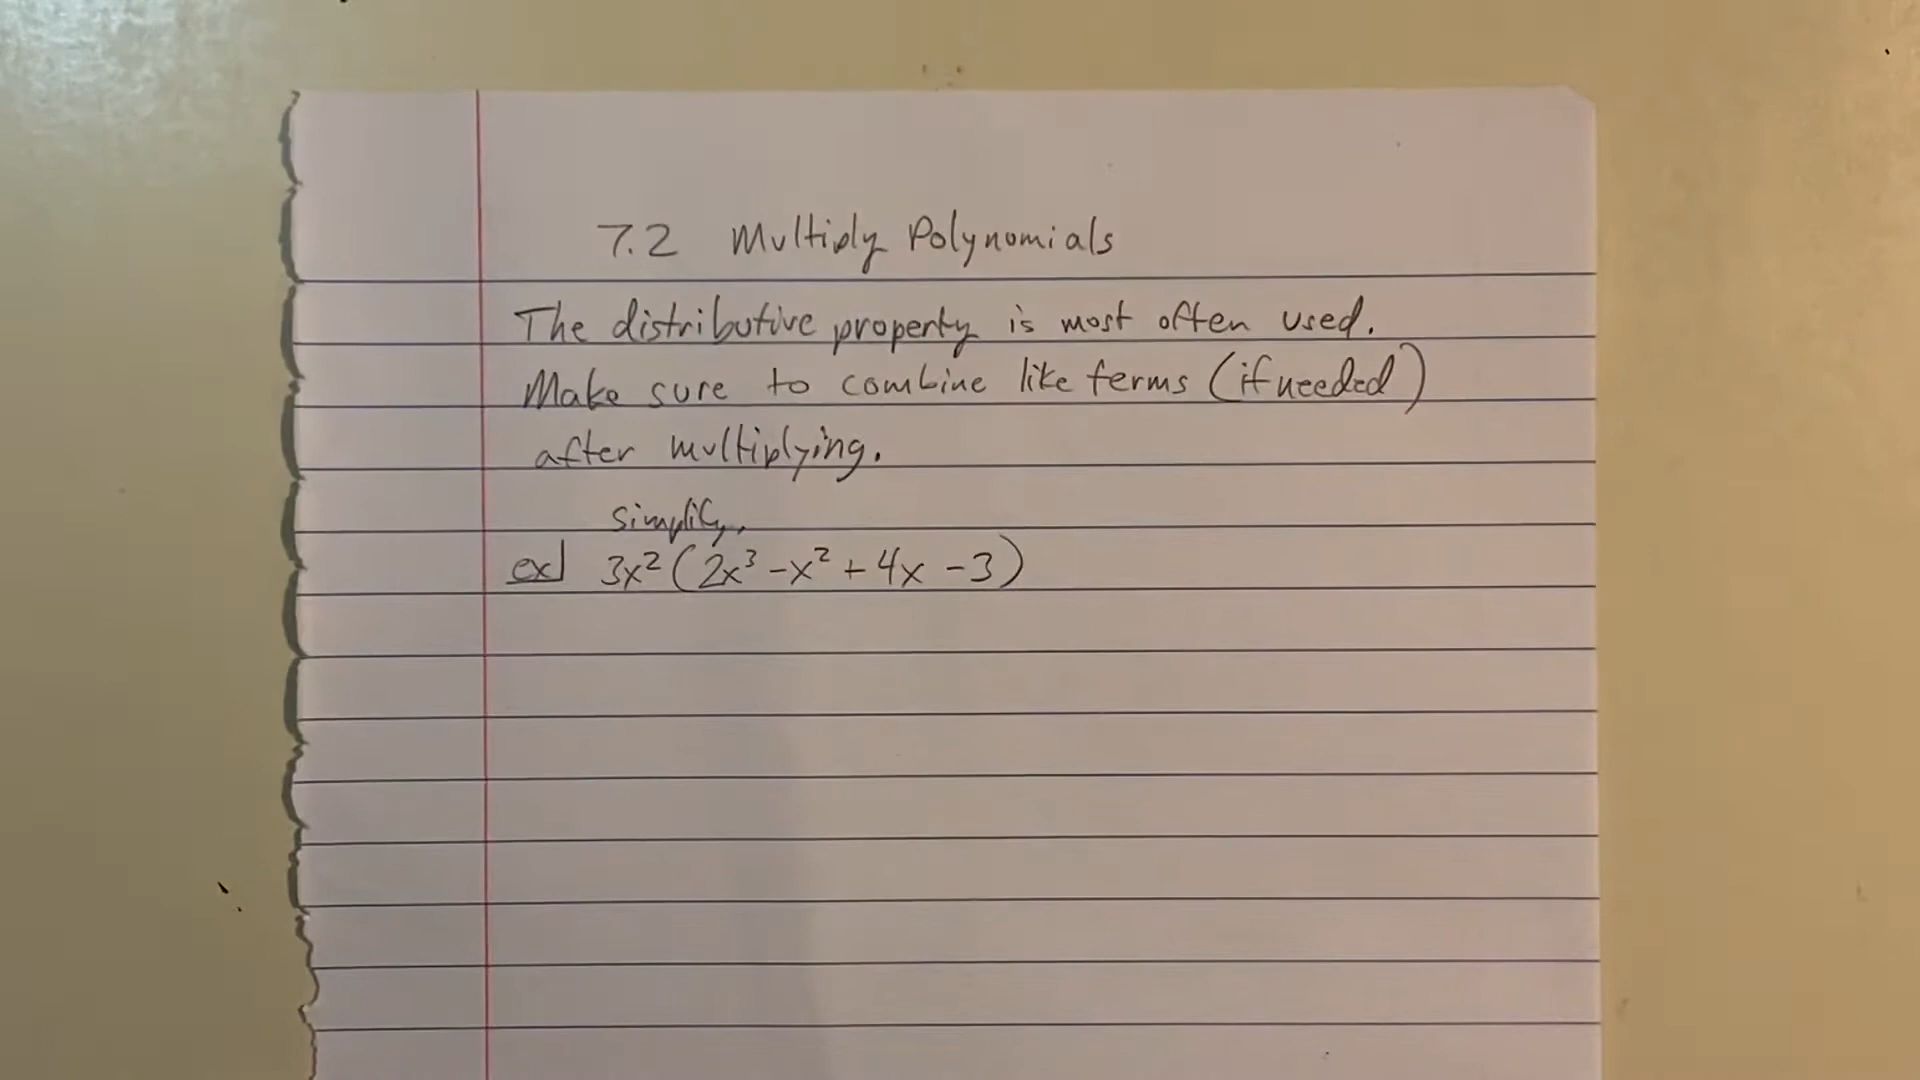 7.2 Multiply Polynomials
The distributive property is most often used.
Make sure to combine like terms (if needed)
after multiplying.
simplify.
ex] 3x²(2x³-x²+4x-3)